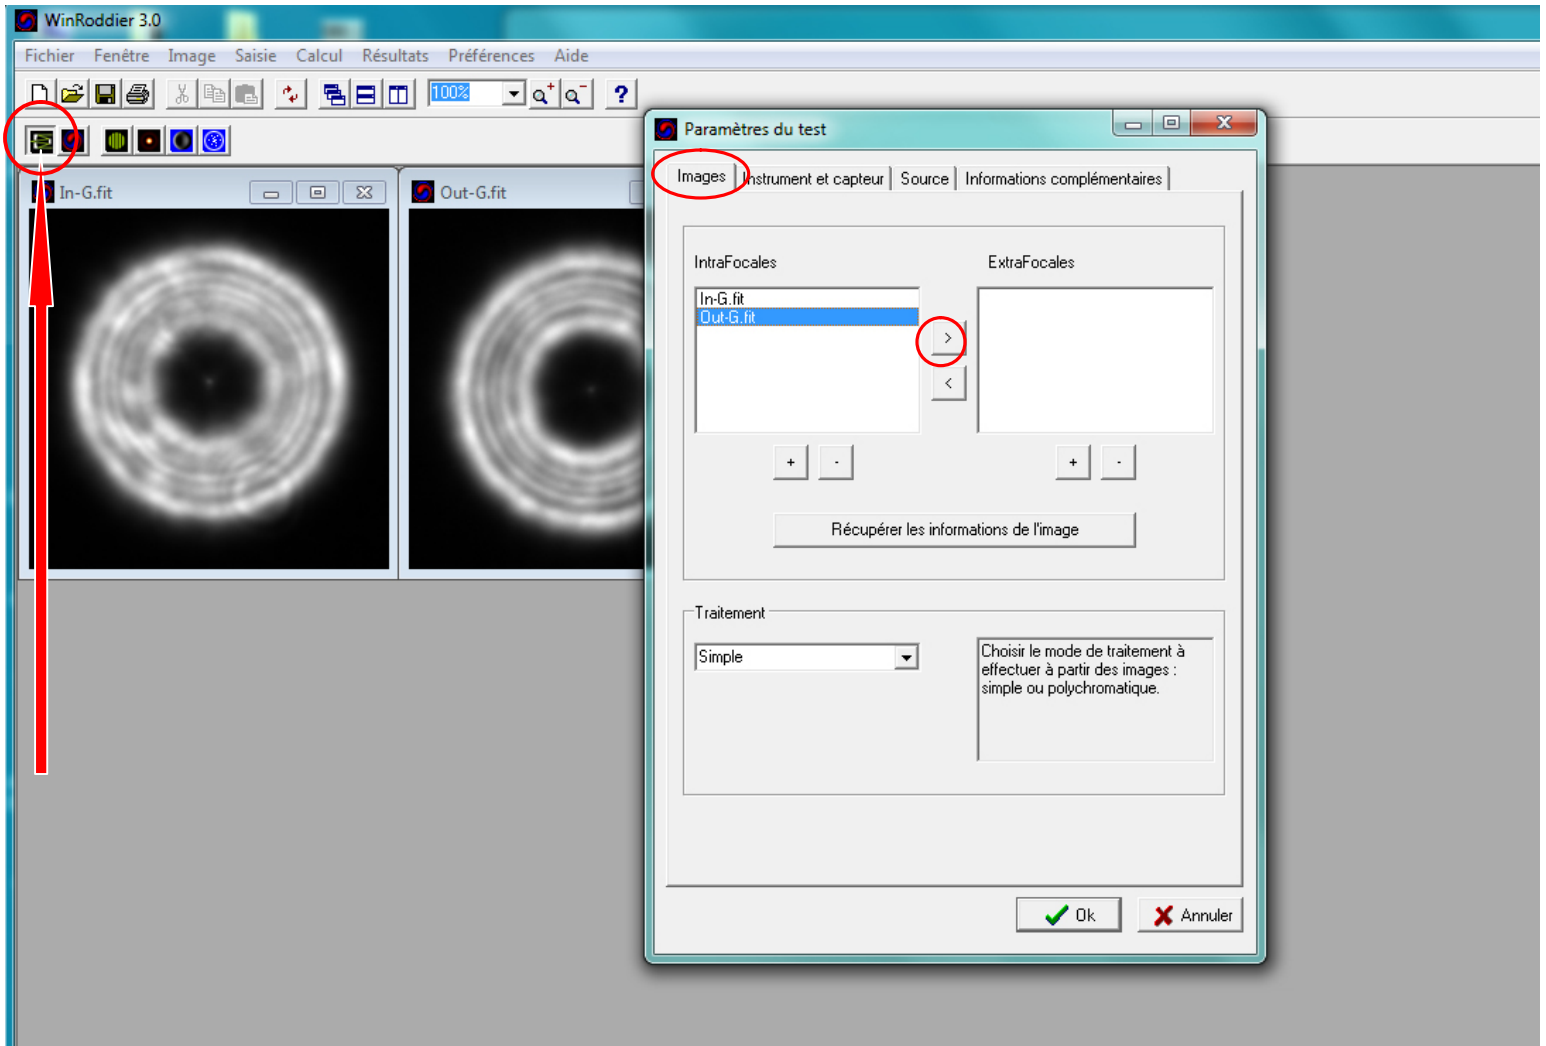 WinRoddier 3.0
Fichier Fenêtre Image Saisie Calcul Résultats Préférences Aide
100%
?
In-G.fit
Out-G.fit
Paramètres du test
Images Instrument et capteur Source Informations complémentaires
IntraFocales ExtraFocales
In-G.fit
Out-G.fit
>
<
+ - + -
Récupérer les informations de l'image
Traitement
Simple
Choisir le mode de traitement à
effectuer à partir des images :
simple ou polychromatique.
Ok Annuler